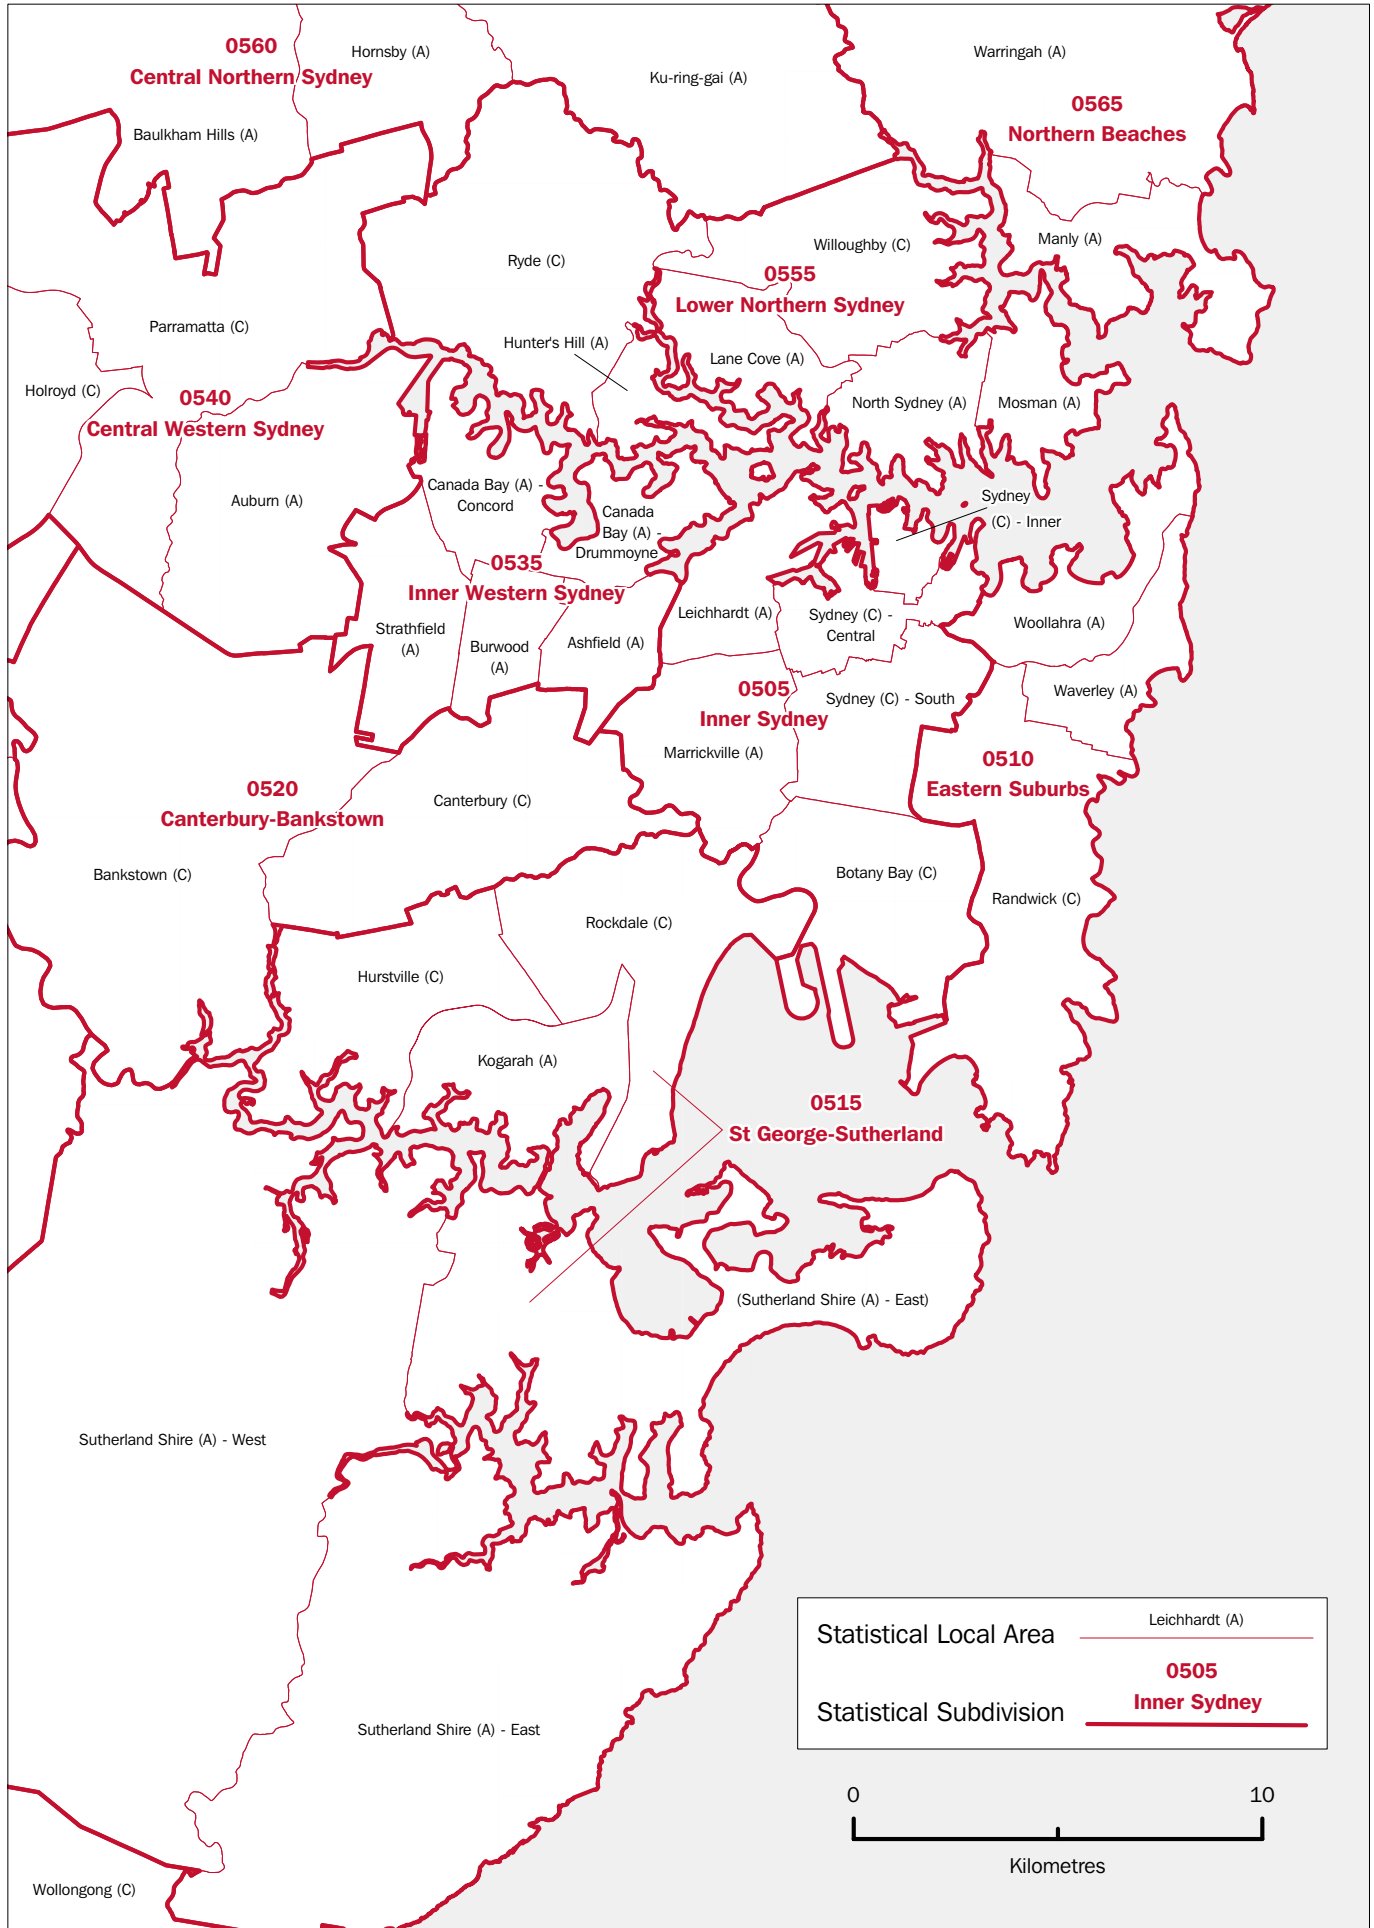 0560
Central Northern Sydney
Hornsby (A)
Ku-ring-gai (A)
Warringah (A)
0565
Northern Beaches
Baulkham Hills (A)
Ryde (C)
Willoughby (C)
Manly (A)
0555
Lower Northern Sydney
Parramatta (C)
Hunter's Hill (A)
Lane Cove (A)
Holroyd (C)
0540
Central Western Sydney
North Sydney (A)
Mosman (A)
Auburn (A)
Canada Bay (A) -
Concord
Canada
Bay (A) -
Drummoyne
Sydney
(C) - Inner
0535
Inner Western Sydney
Strathfield
(A)
Burwood
(A)
Ashfield (A)
Leichhardt (A)
Sydney (C) -
Central
Woollahra (A)
0505
Inner Sydney
Sydney (C) - South
Waverley (A)
Marrickville (A)
0510
Eastern Suburbs
0520
Canterbury-Bankstown
Canterbury (C)
Bankstown (C)
Botany Bay (C)
Randwick (C)
Rockdale (C)
Hurstville (C)
Kogarah (A)
0515
St George-Sutherland
(Sutherland Shire (A) - East)
Sutherland Shire (A) - West
Sutherland Shire (A) - East
Wollongong (C)
Statistical Local Area
Leichhardt (A)
0505
Inner Sydney
Statistical Subdivision
0 10
Kilometres